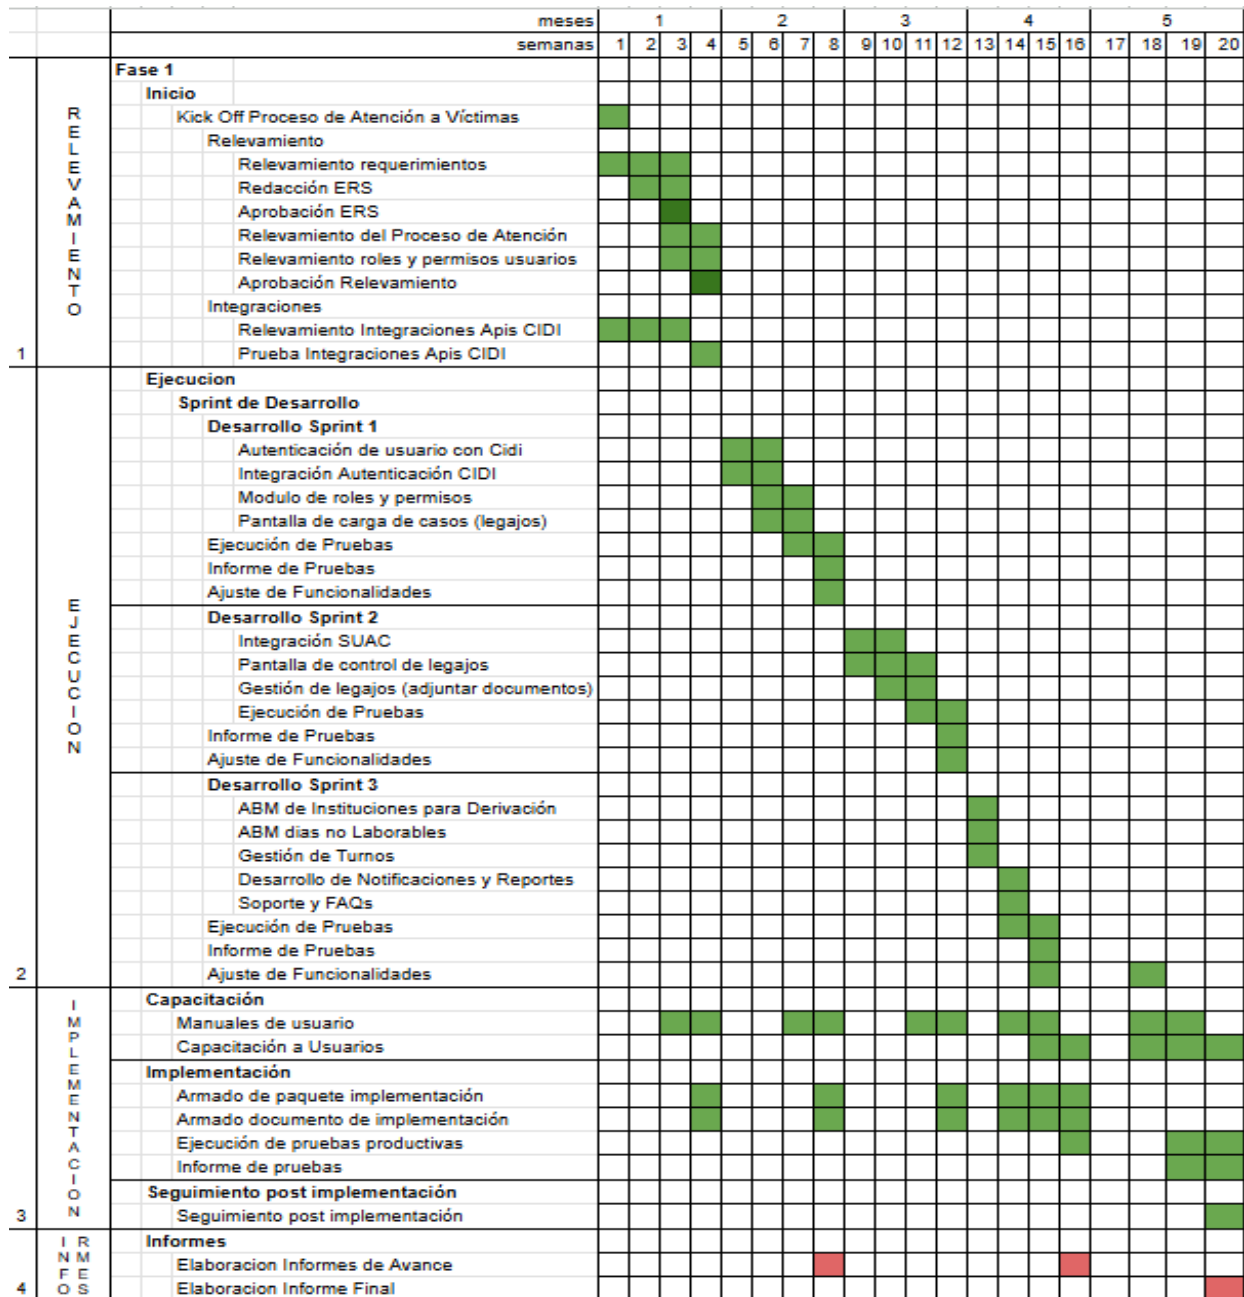 meses 1 2 3 4 5
semanas 1 2 3 4 5 6 7 8 9 10 11 12 13 14 15 16 17 18 19 20
Fase 1
Inicio
Kick Off Proceso de Atención a Víctimas
Relevamiento
Relevamiento requerimientos
Redacción ERS
Aprobación ERS
Relevamiento del Proceso de Atención
Relevamiento roles y permisos usuarios
Aprobación Relevamiento
Integraciones
Relevamiento Integraciones Apis CIDI
Prueba Integraciones Apis CIDI
1 RELEVAMIENTO
Ejecucion
Sprint de Desarrollo
Desarrollo Sprint 1
Autenticación de usuario con Cidi
Integración Autenticación CIDI
Modulo de roles y permisos
Pantalla de carga de casos (legajos)
Ejecución de Pruebas
Informe de Pruebas
Ajuste de Funcionalidades
Desarrollo Sprint 2
Integración SUAC
Pantalla de control de legajos
Gestión de legajos (adjuntar documentos)
Ejecución de Pruebas
Informe de Pruebas
Ajuste de Funcionalidades
Desarrollo Sprint 3
ABM de Instituciones para Derivación
ABM dias no Laborables
Gestión de Turnos
Desarrollo de Notificaciones y Reportes
Soporte y FAQs
Ejecución de Pruebas
Informe de Pruebas
Ajuste de Funcionalidades
2 EJECUCION
Capacitación
Manuales de usuario
Capacitación a Usuarios
Implementación
Armado de paquete implementación
Armado documento de implementación
Ejecución de pruebas productivas
Informe de pruebas
Seguimiento post implementación
Seguimiento post implementación
3 IMPLEMENTACION
Informes
Elaboracion Informes de Avance
Elaboracion Informe Final
4 INFORMES